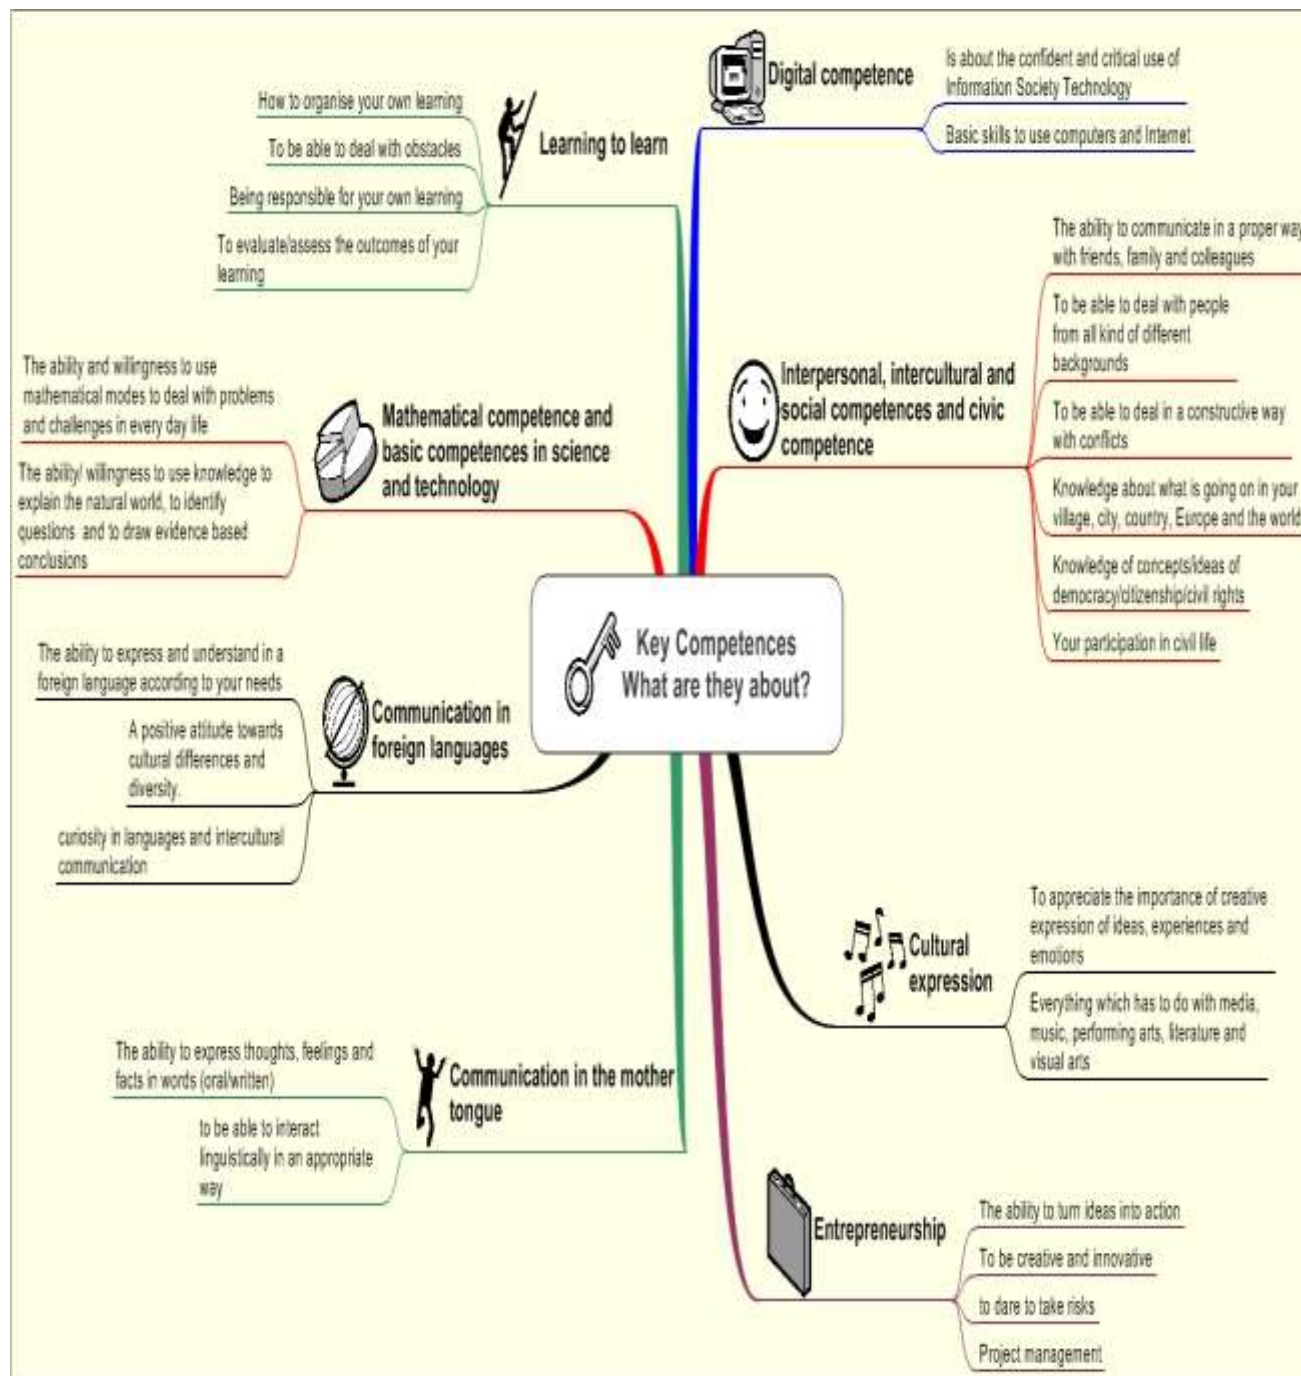 Key Competences
What are they about?
Digital competence
Is about the confident and critical use of
Information Society Technology
Basic skills to use computers and Internet
Interpersonal, intercultural and
social competences and civic
competence
The ability to communicate in a proper way
with friends, family and colleagues
To be able to deal with people
from all kind of different
backgrounds
To be able to deal in a constructive way
with conflicts
Knowledge about what is going on in your
village, city, country, Europe and the world
Knowledge of concepts/ideas of
democracy/citizenship/civil rights
Your participation in civil life
Cultural
expression
To appreciate the importance of creative
expression of ideas, experiences and
emotions
Everything which has to do with media,
music, performing arts, literature and
visual arts
Entrepreneurship
The ability to turn ideas into action
To be creative and innovative
to dare to take risks
Project management
Communication in the mother
tongue
The ability to express thoughts, feelings and
facts in words (oral/written)
to be able to interact
linguistically in an appropriate
way
Communication in
foreign languages
The ability to express and understand in a
foreign language according to your needs
A positive attitude towards
cultural differences and
diversity.
curiosity in languages and intercultural
communication
Mathematical competence and
basic competences in science
and technology
The ability and willingness to use
mathematical modes to deal with problems
and challenges in every day life
The ability/ willingness to use knowledge to
explain the natural world, to identify
questions and to draw evidence based
conclusions
Learning to learn
How to organise your own learning
To be able to deal with obstacles
Being responsible for your own learning
To evaluate/assess the outcomes of your
learning